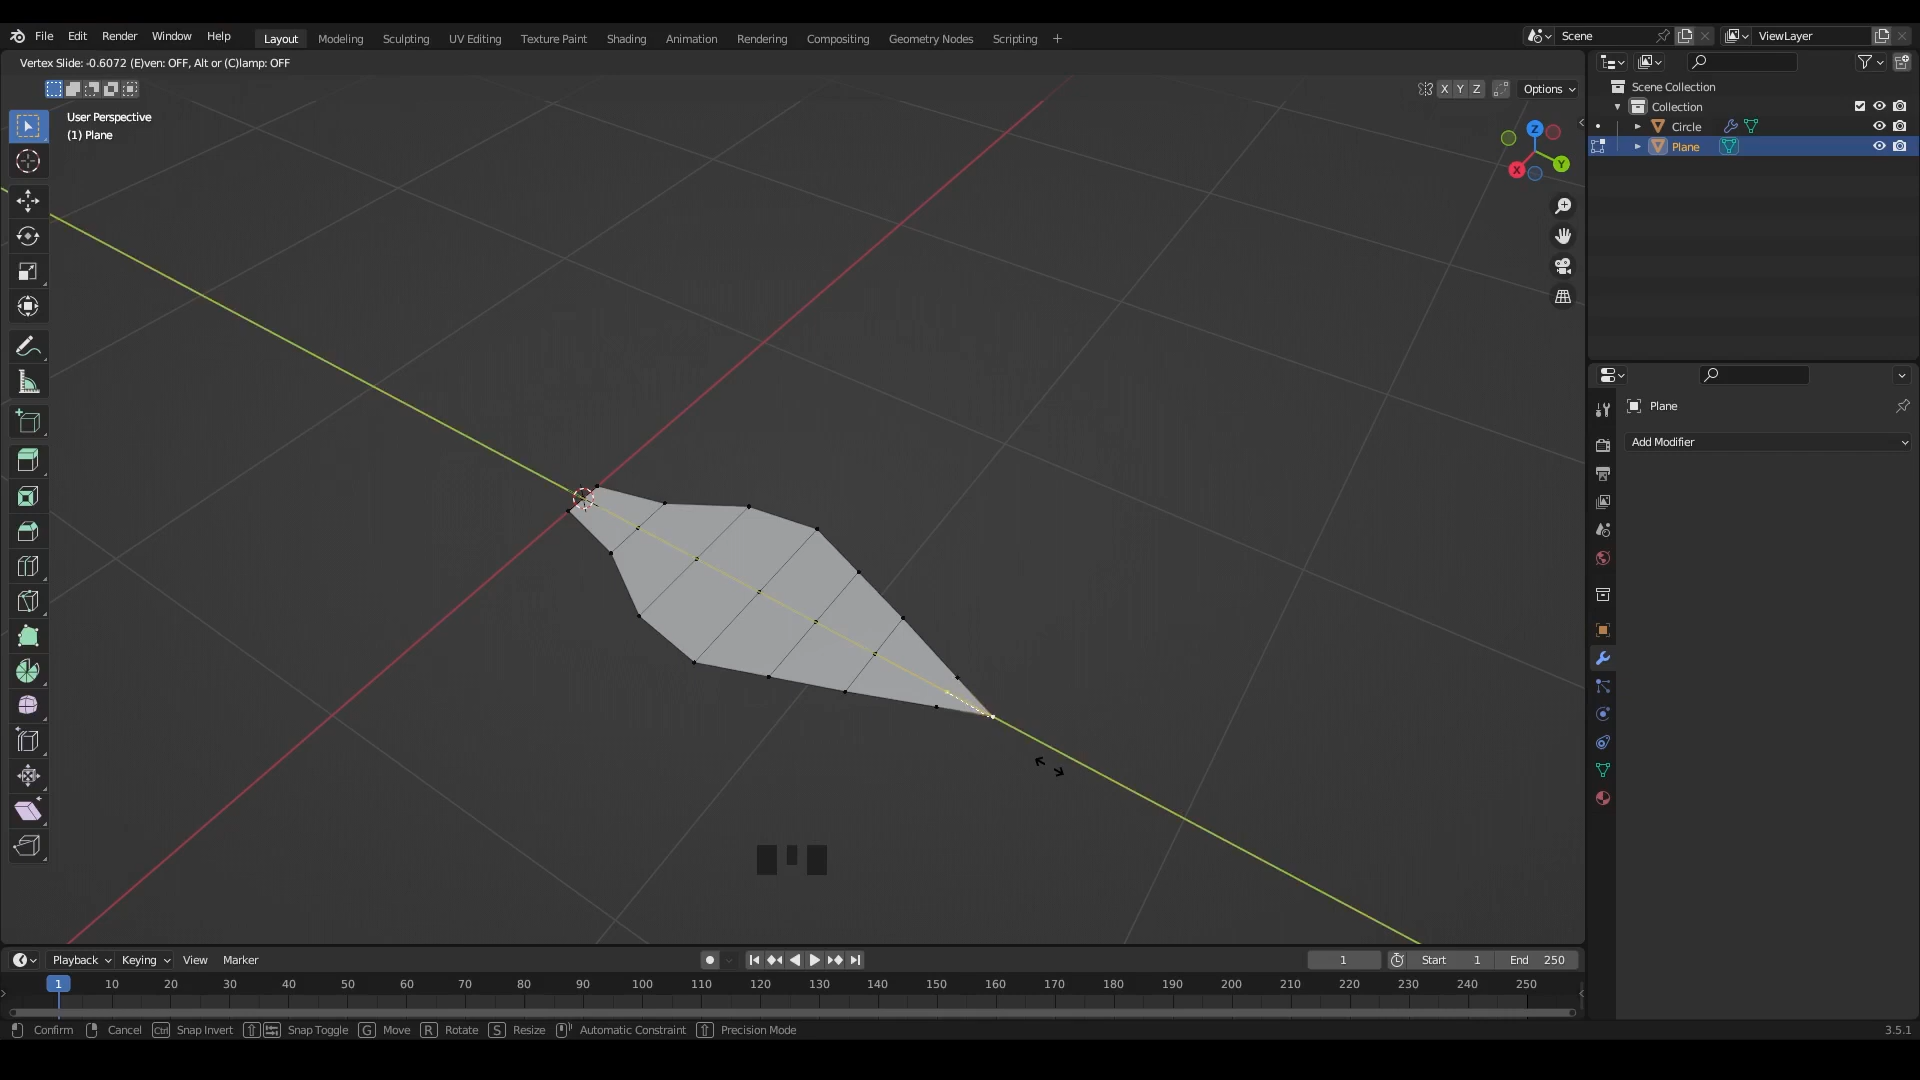 File Edit Render Window Help
Layout Modeling Sculpting UV Editing Texture Paint Shading Animation Rendering Compositing Geometry Nodes Scripting
Scene
ViewLayer
Vertex Slide: -0.6072 (E)ven: OFF, Alt or (C)lamp: OFF
X Y Z Options
User Perspective
(1) Plane
Z
Y
X
Scene Collection
Collection
Circle
Plane
Plane
Add Modifier
Playback Keying View Marker
1 Start 1 End 250
1 10 20 30 40 50 60 70 80 90 100 110 120 130 140 150 160 170 180 190 200 210 220 230 240 250
Confirm Cancel Ctrl Snap Invert Snap Toggle G Move R Rotate S Resize Automatic Constraint Precision Mode 3.5.1